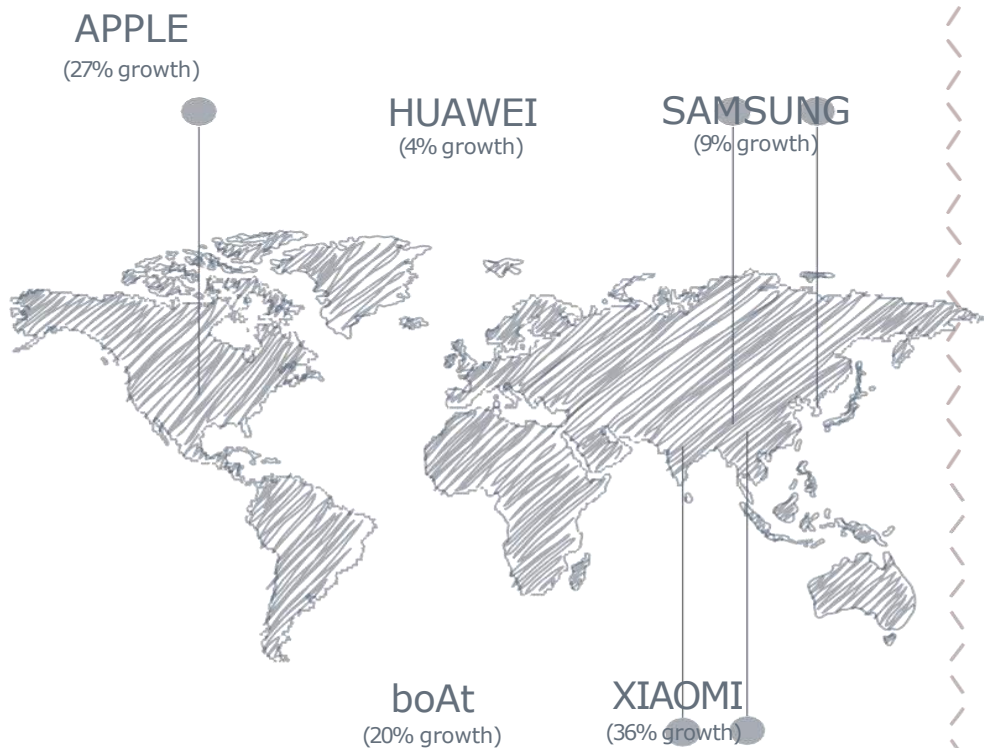 APPLE
(27% growth)
HUAWEI
(4% growth)
SAMSUNG
(9% growth)
boAt
(20% growth)
XIAOMI
(36% growth)